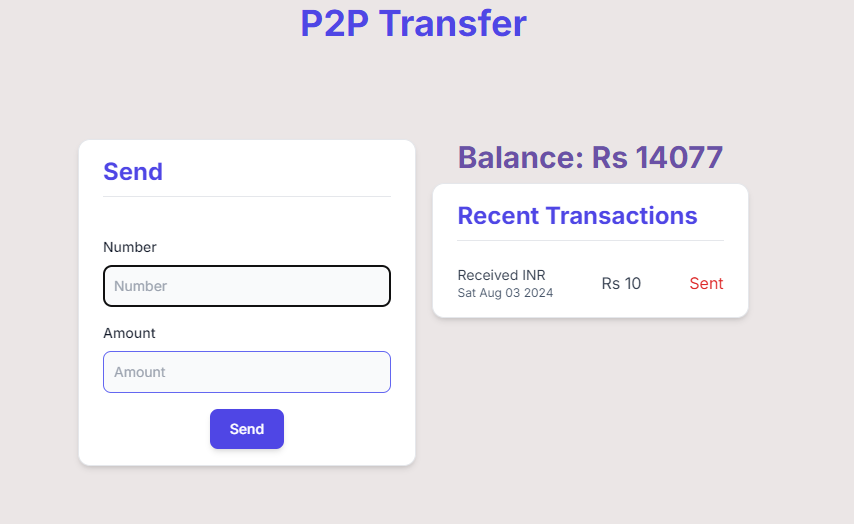 P2P Transfer
Send
Number
Number
Amount
Amount
Send
Balance: Rs 14077
Recent Transactions
Received INR
Sat Aug 03 2024
Rs 10
Sent